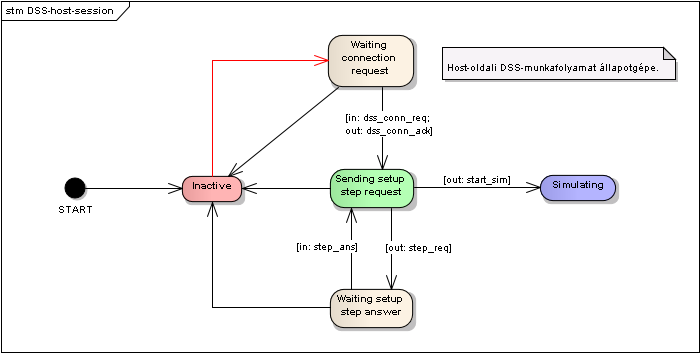 stm DSS-host-session
Waiting
connection
request
Host-oldali DSS-munkafolyamat állapotgépe.
[in: dss_conn_req;
out: dss_conn_ack]
Inactive
Sending setup
step request
[out: start_sim]
Simulating
START
[in: step_ans]
[out: step_req]
Waiting setup
step answer